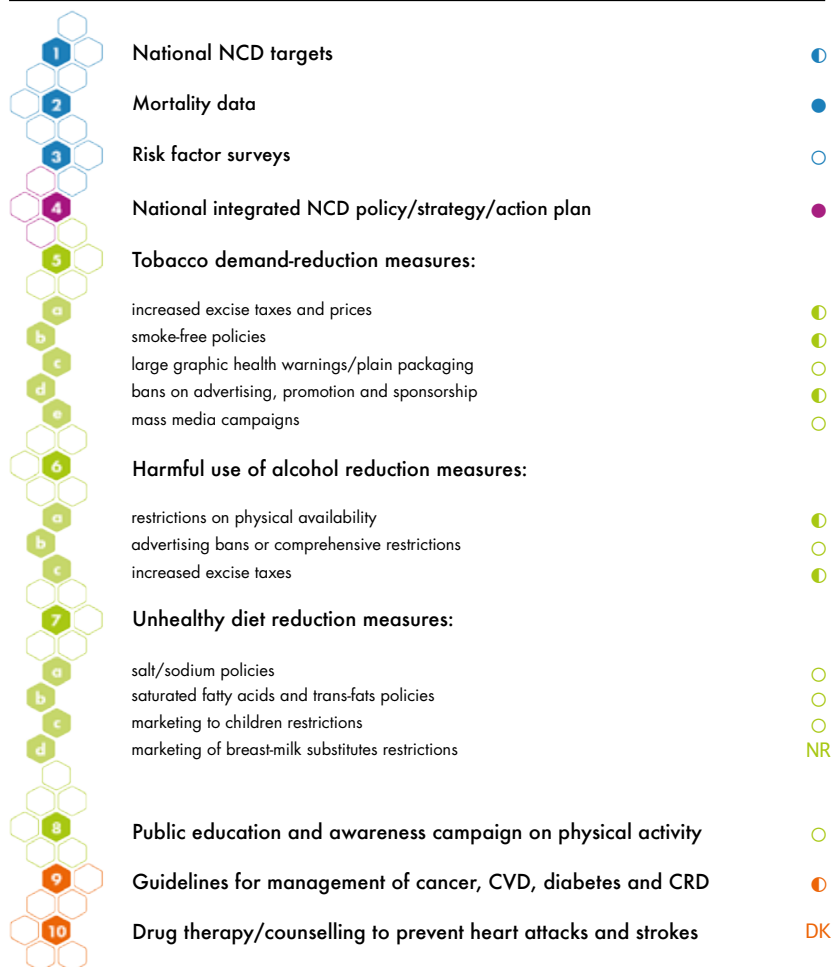 1 National NCD targets ◐
2 Mortality data ●
3 Risk factor surveys ○
4 National integrated NCD policy/strategy/action plan ●
5 Tobacco demand-reduction measures:
a increased excise taxes and prices ◐
b smoke-free policies ◐
c large graphic health warnings/plain packaging ○
d bans on advertising, promotion and sponsorship ◐
e mass media campaigns ○
6 Harmful use of alcohol reduction measures:
a restrictions on physical availability ◐
b advertising bans or comprehensive restrictions ○
c increased excise taxes ◐
7 Unhealthy diet reduction measures:
a salt/sodium policies ○
b saturated fatty acids and trans-fats policies ○
c marketing to children restrictions ○
d marketing of breast-milk substitutes restrictions NR
8 Public education and awareness campaign on physical activity ○
9 Guidelines for management of cancer, CVD, diabetes and CRD ◐
10 Drug therapy/counselling to prevent heart attacks and strokes DK